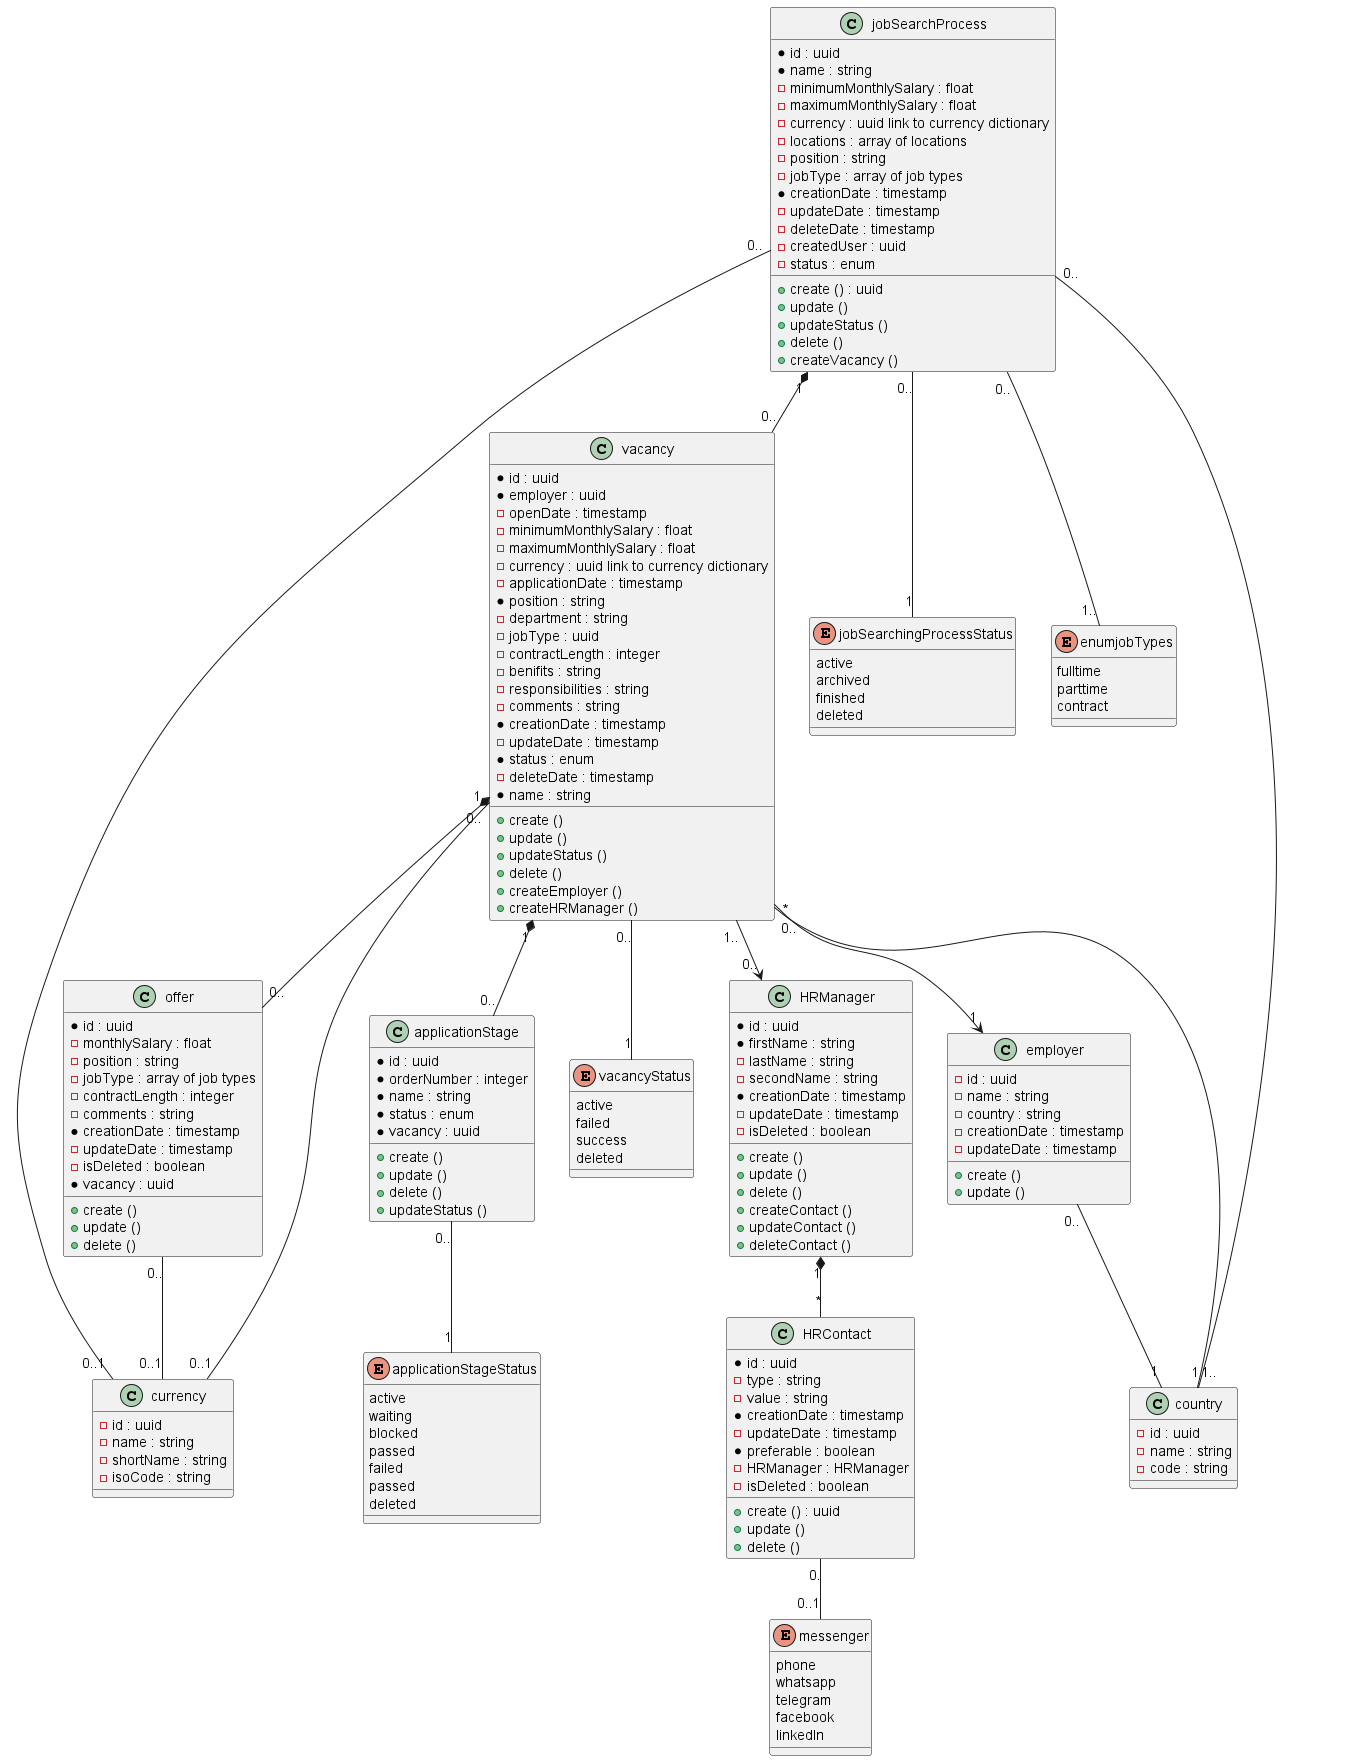 C jobSearchProcess
id : uuid
name : string
minimumMonthlySalary : float
maximumMonthlySalary : float
currency : uuid link to currency dictionary
locations : array of locations
position : string
jobType : array of job types
creationDate : timestamp
updateDate : timestamp
deleteDate : timestamp
createdUser : uuid
status : enum
create () : uuid
update ()
updateStatus ()
delete ()
createVacancy ()
0..
0..
1
0..
0..
0..
C vacancy
id : uuid
employer : uuid
openDate : timestamp
minimumMonthlySalary : float
maximumMonthlySalary : float
currency : uuid link to currency dictionary
applicationDate : timestamp
position : string
department : string
jobType : uuid
contractLength : integer
benifits : string
responsibilities : string
comments : string
creationDate : timestamp
updateDate : timestamp
status : enum
deleteDate : timestamp
name : string
create ()
update ()
updateStatus ()
delete ()
createEmployer ()
createHRManager ()
1
1..
E jobSearchingProcessStatus
active
archived
finished
deleted
E enumjobTypes
fulltime
parttime
contract
1
0..
1
0..
1..
*
0..
0..
0..
1
0..
1
C offer
id : uuid
monthlySalary : float
position : string
jobType : array of job types
contractLength : integer
comments : string
creationDate : timestamp
updateDate : timestamp
isDeleted : boolean
vacancy : uuid
create ()
update ()
delete ()
C applicationStage
id : uuid
orderNumber : integer
name : string
status : enum
vacancy : uuid
create ()
update ()
delete ()
updateStatus ()
E vacancyStatus
active
failed
success
deleted
C HRManager
id : uuid
firstName : string
lastName : string
secondName : string
creationDate : timestamp
updateDate : timestamp
isDeleted : boolean
create ()
update ()
delete ()
createContact ()
updateContact ()
deleteContact ()
C employer
id : uuid
name : string
country : string
creationDate : timestamp
updateDate : timestamp
create ()
update ()
0..
0..
1
0..
0..1
0..1
0..1
1
*
1
1
1..
C currency
id : uuid
name : string
shortName : string
isoCode : string
E applicationStageStatus
active
waiting
blocked
passed
failed
passed
deleted
C HRContact
id : uuid
type : string
value : string
creationDate : timestamp
updateDate : timestamp
preferable : boolean
HRManager : HRManager
isDeleted : boolean
create () : uuid
update ()
delete ()
C country
id : uuid
name : string
code : string
0.
0..1
E messenger
phone
whatsapp
telegram
facebook
linkedIn